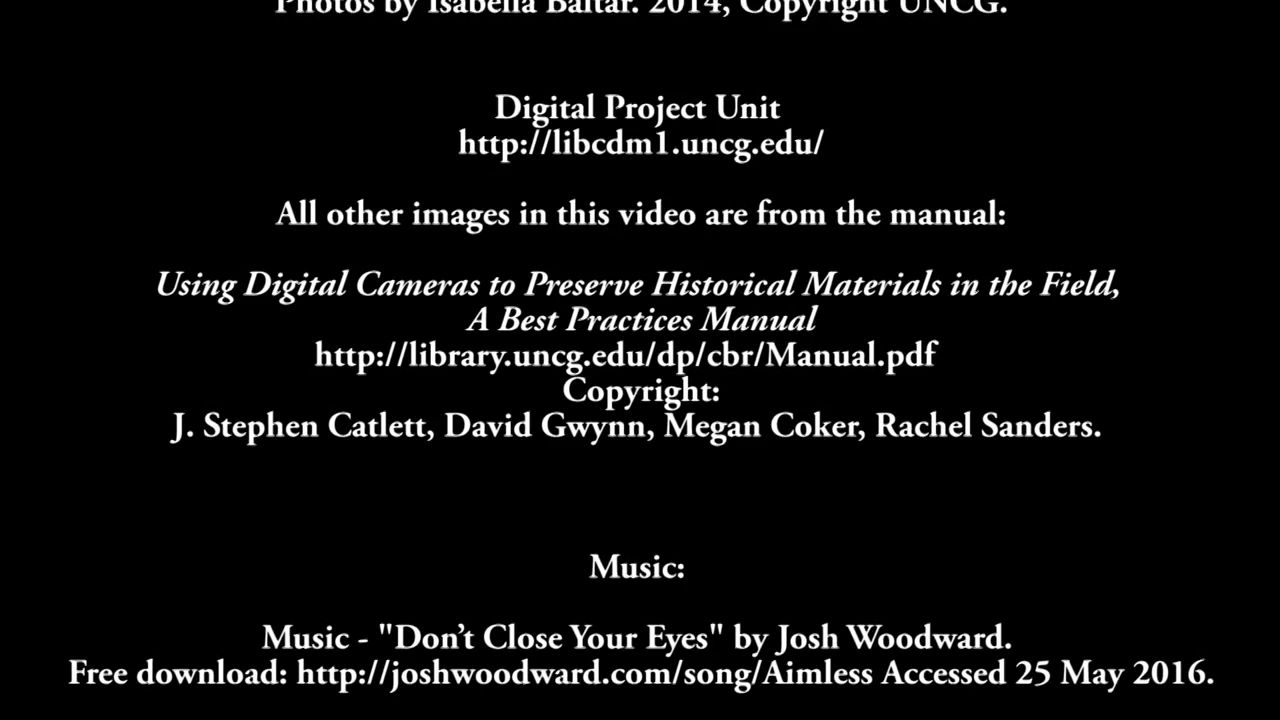 Photos by Isabella Baltar. 2014, Copyright UNCG.
Digital Project Unit
http://libcdm1.uncg.edu/
All other images in this video are from the manual:
Using Digital Cameras to Preserve Historical Materials in the Field,
A Best Practices Manual
http://library.uncg.edu/dp/cbr/Manual.pdf
Copyright:
J. Stephen Catlett, David Gwynn, Megan Coker, Rachel Sanders.
Music:
Music - "Don’t Close Your Eyes" by Josh Woodward.
Free download: http://joshwoodward.com/song/Aimless Accessed 25 May 2016.